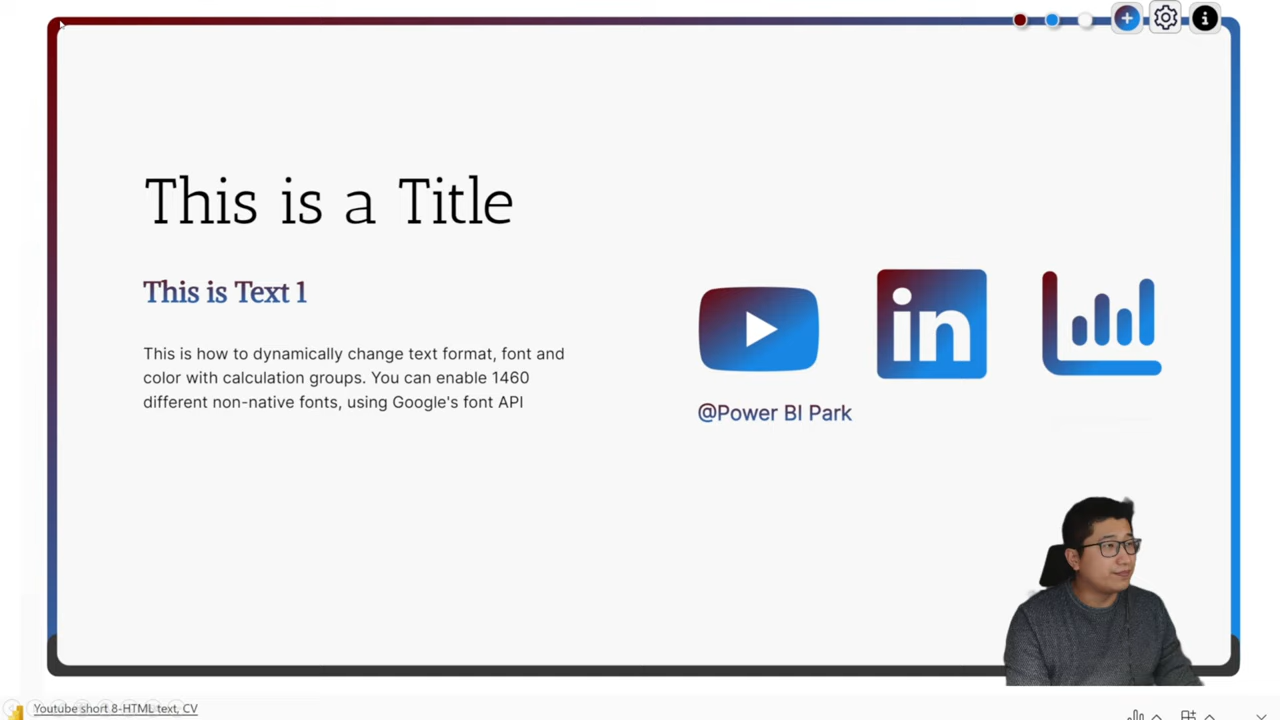 This is a Title
This is Text 1
This is how to dynamically change text format, font and
color with calculation groups. You can enable 1460
different non-native fonts, using Google's font API
in
@Power BI Park
Youtube short 8-HTML text, CV